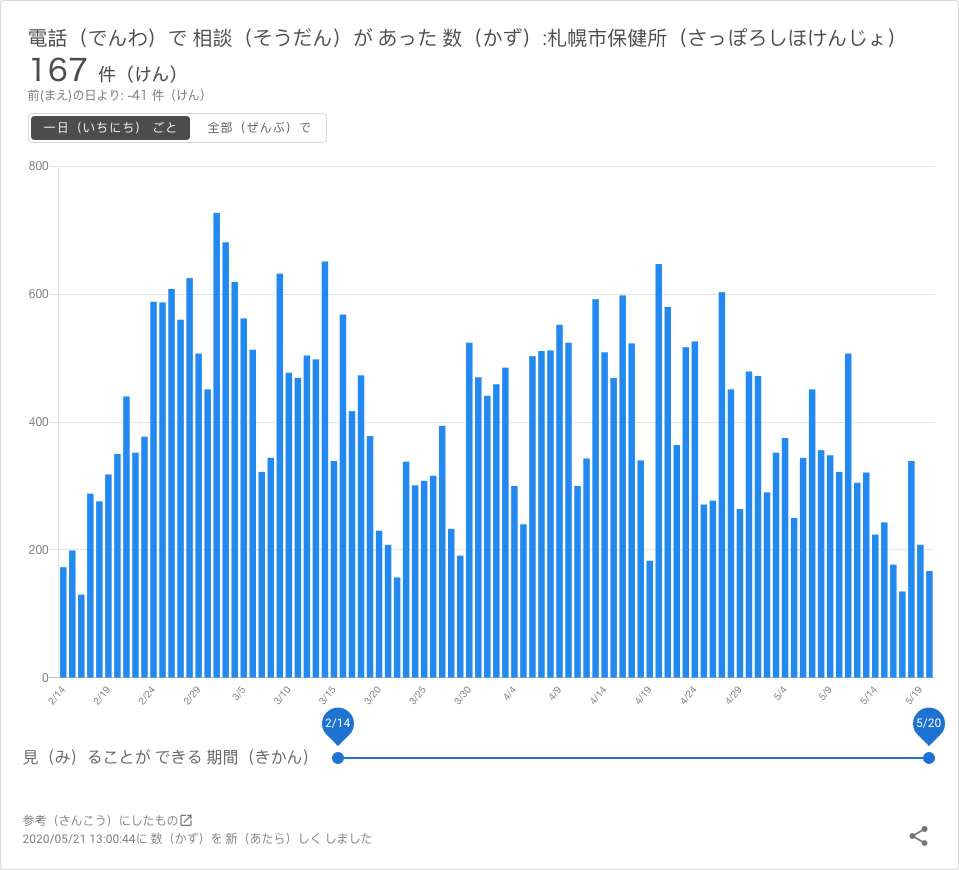 電話（でんわ）で 相談（そうだん）が あった 数（かず）:札幌市保健所（さっぽろしほけんじょ）
167 件（けん）
前(まえ)の日より: -41 件（けん）
一日（いちにち） ごと 全部（ぜんぶ）で
800
600
400
200
0
2/14 2/19 2/24 2/29 3/5 3/10 3/15 3/20 3/25 3/30 4/4 4/9 4/14 4/19 4/24 4/29 5/4 5/9 5/14 5/19
2/14 5/20
見（み）ることが できる 期間（きかん）
参考（さんこう）にしたもの
2020/05/21 13:00:44に 数（かず）を 新（あたら）しく しました